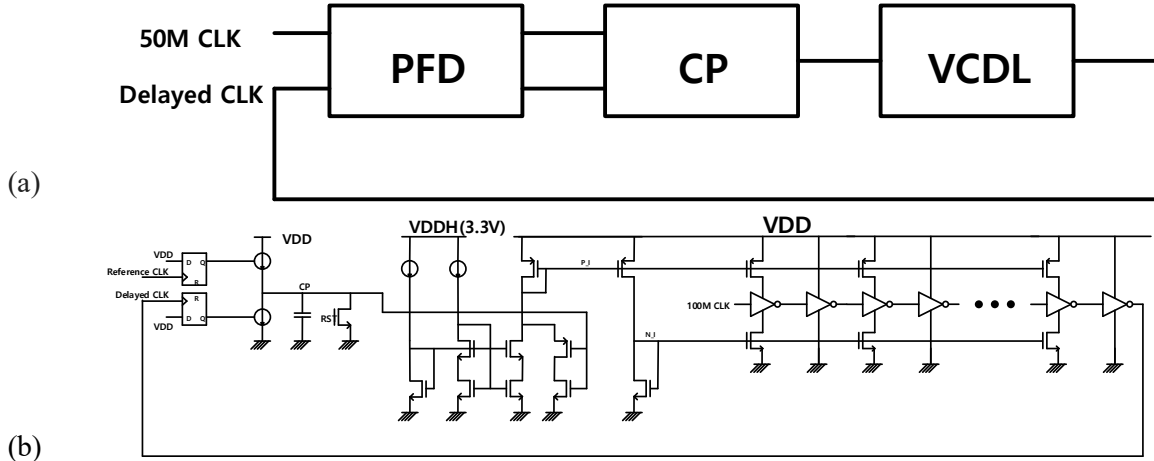 50M CLK
Delayed CLK
PFD
CP
VCDL
(a)
VDD
VDDH(3.3V)
VDD
VDD
D Q
R
Reference CLK
Delayed CLK
R
D Q
VDD
CP
RST
P_I
N_I
100M CLK
(b)